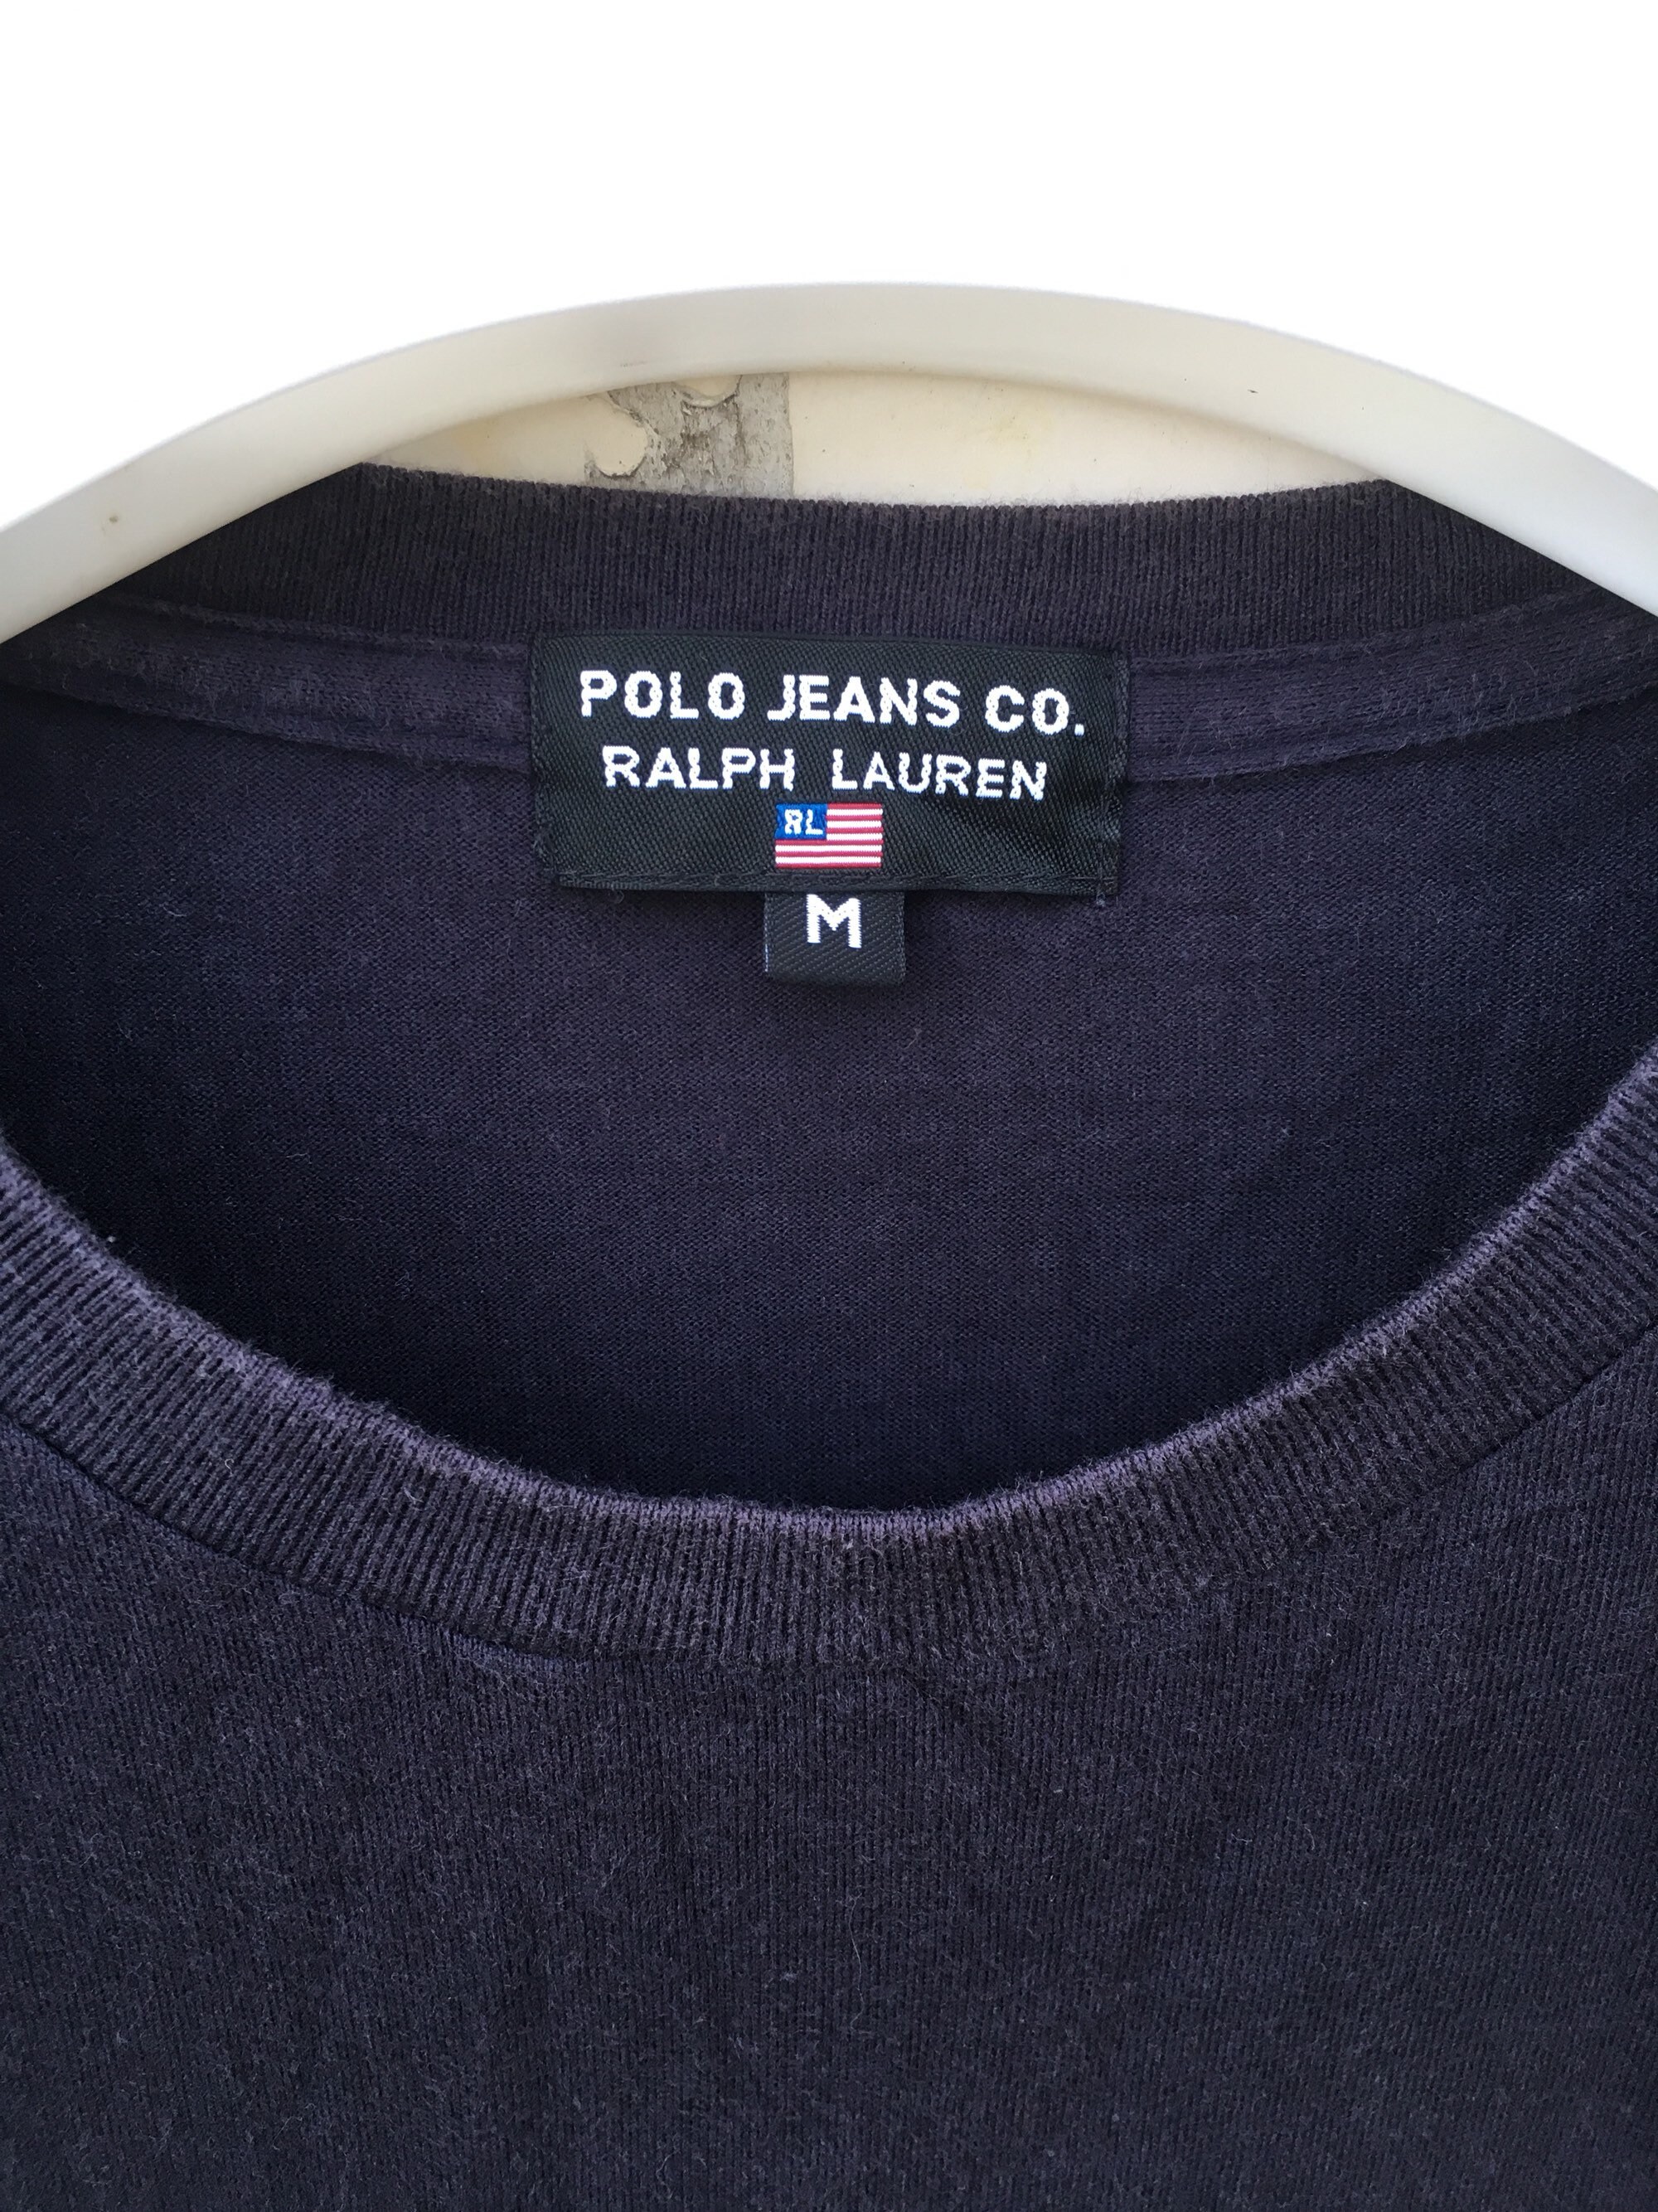 POLO JEANS CO.
RALPH LAUREN
RL
M